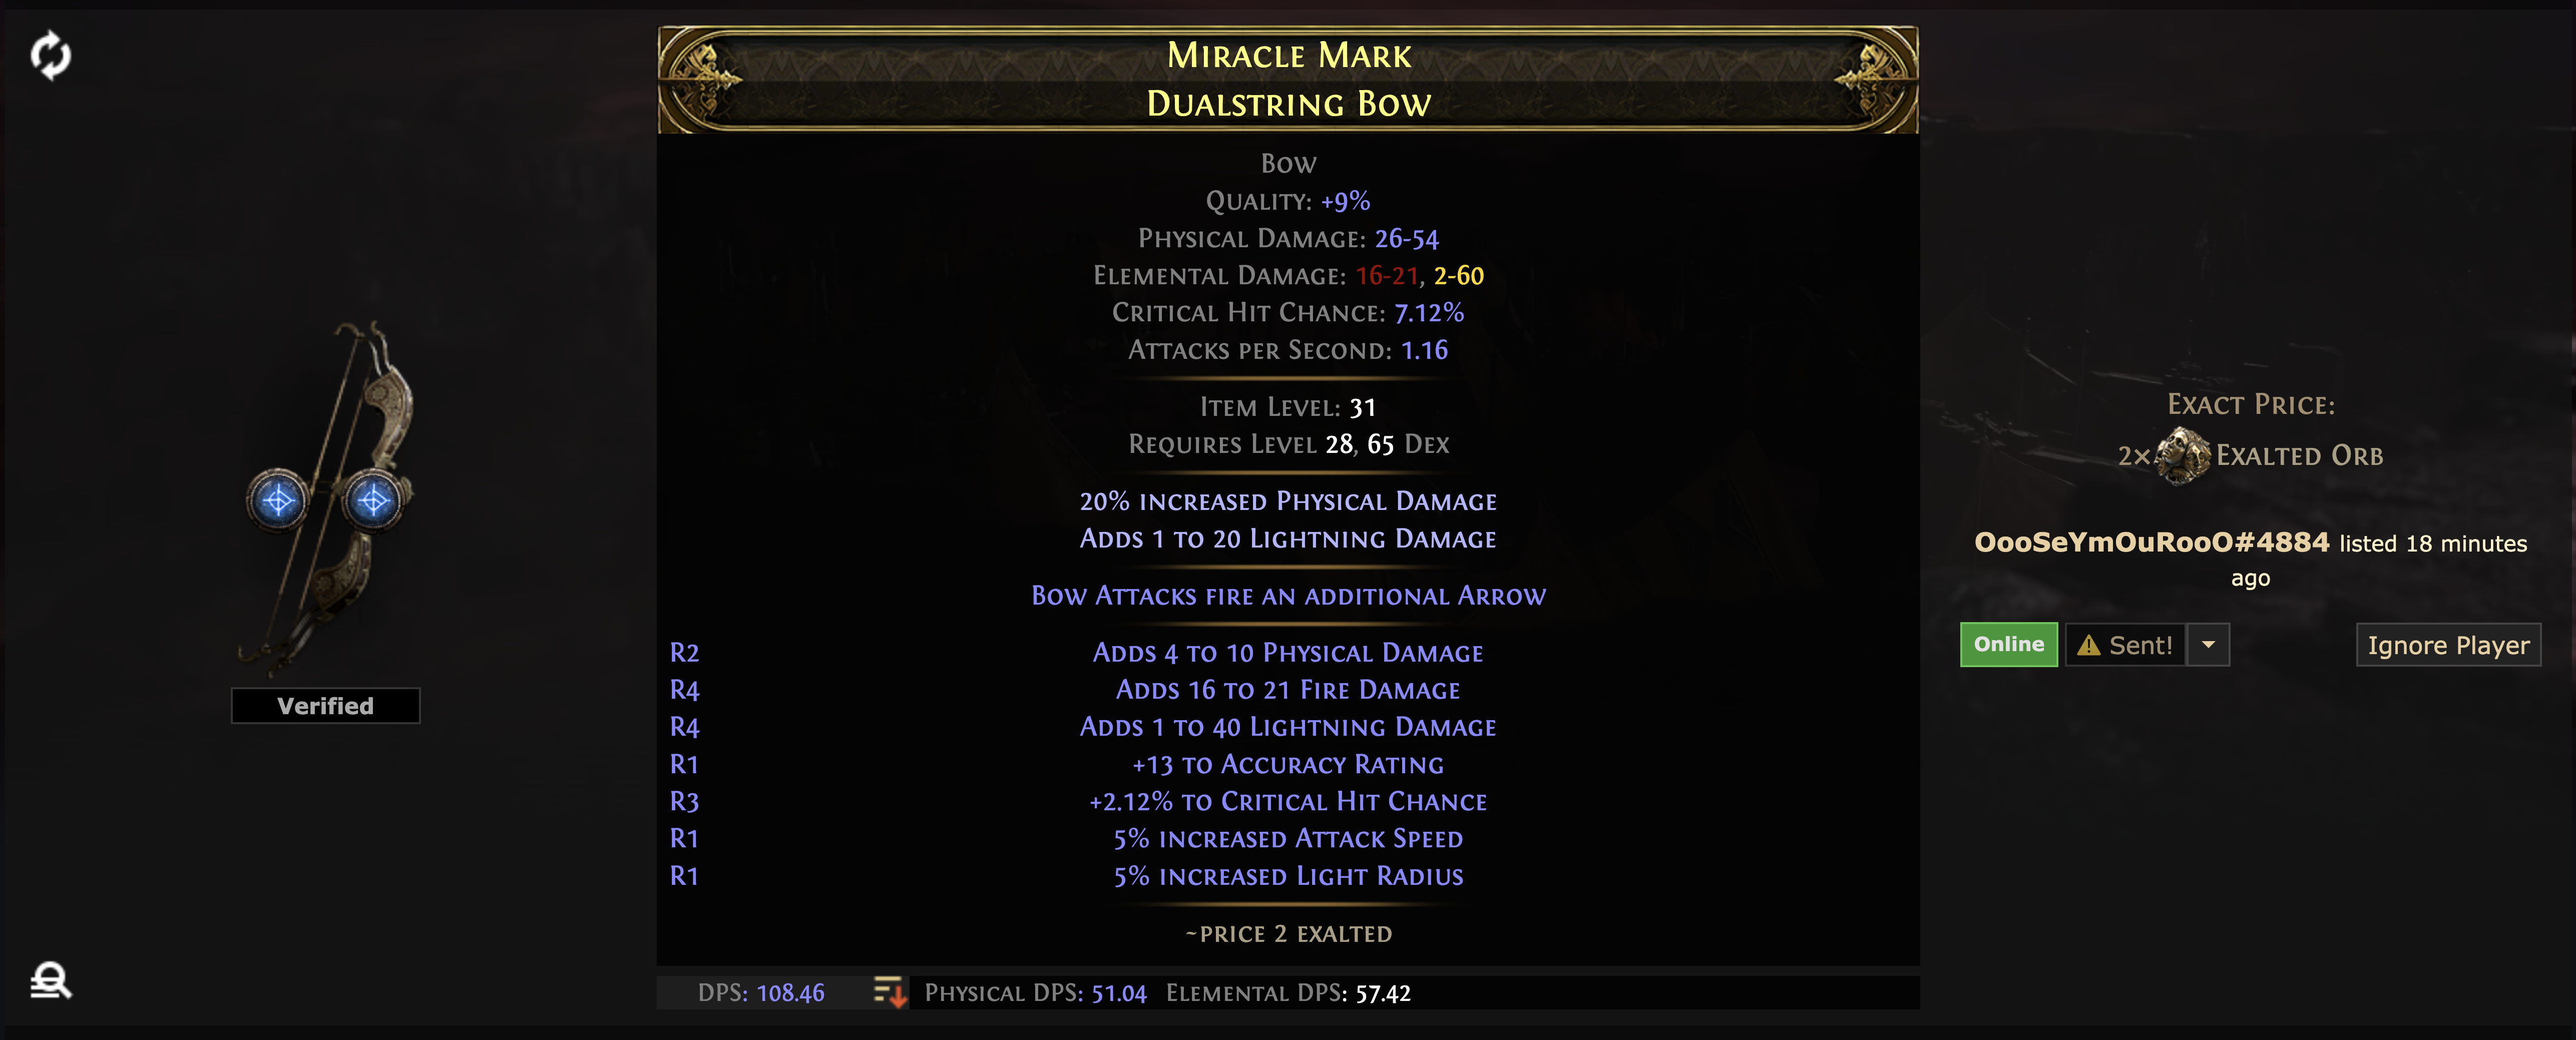 Miracle Mark
Dualstring Bow
Bow
Quality: +9%
Physical Damage: 26-54
Elemental Damage: 16-21, 2-60
Critical Hit Chance: 7.12%
Attacks per Second: 1.16
Item Level: 31
Requires Level 28, 65 Dex
20% increased Physical Damage
Adds 1 to 20 Lightning Damage
Bow Attacks fire an additional Arrow
R2 Adds 4 to 10 Physical Damage
R4 Adds 16 to 21 Fire Damage
R4 Adds 1 to 40 Lightning Damage
R1 +13 to Accuracy Rating
R3 +2.12% to Critical Hit Chance
R1 5% increased Attack Speed
R1 5% increased Light Radius
~price 2 exalted
DPS: 108.46 Physical DPS: 51.04 Elemental DPS: 57.42
Verified
Exact Price:
2× Exalted Orb
OooSeYmOuRooO#4884 listed 18 minutes
ago
Online Sent! Ignore Player